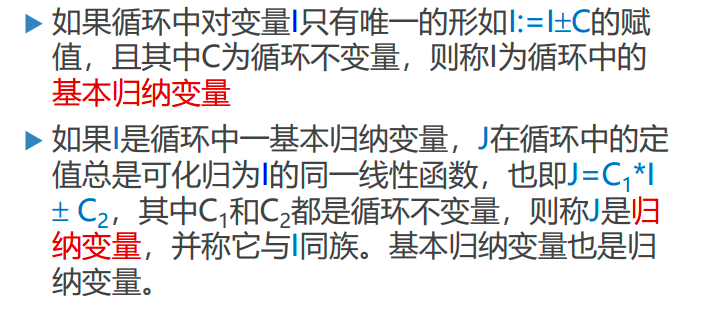 如果循环中对变量I只有唯一的形如I:=I±C的赋
值，且其中C为循环不变量，则称I为循环中的
基本归纳变量
如果I是循环中一基本归纳变量，J在循环中的定
值总是可化归为I的同一线性函数，也即J=C₁*I
± C₂，其中C₁和C₂都是循环不变量，则称J是归
纳变量，并称它与I同族。基本归纳变量也是归
纳变量。